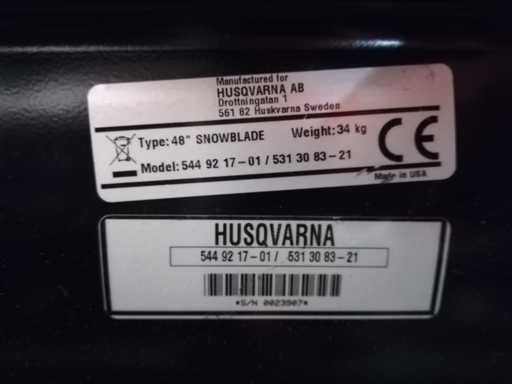 Manufactured for
HUSQVARNA AB
Drottningatan 1
561 82 Huskvarna Sweden
Type: 48" SNOWBLADE Weight: 34 kg
Model: 544 92 17-01 / 531 30 83-21
CE
Made in USA
HUSQVARNA
544 92 17-01 / 531 30 83-21
*S/N 0023907*